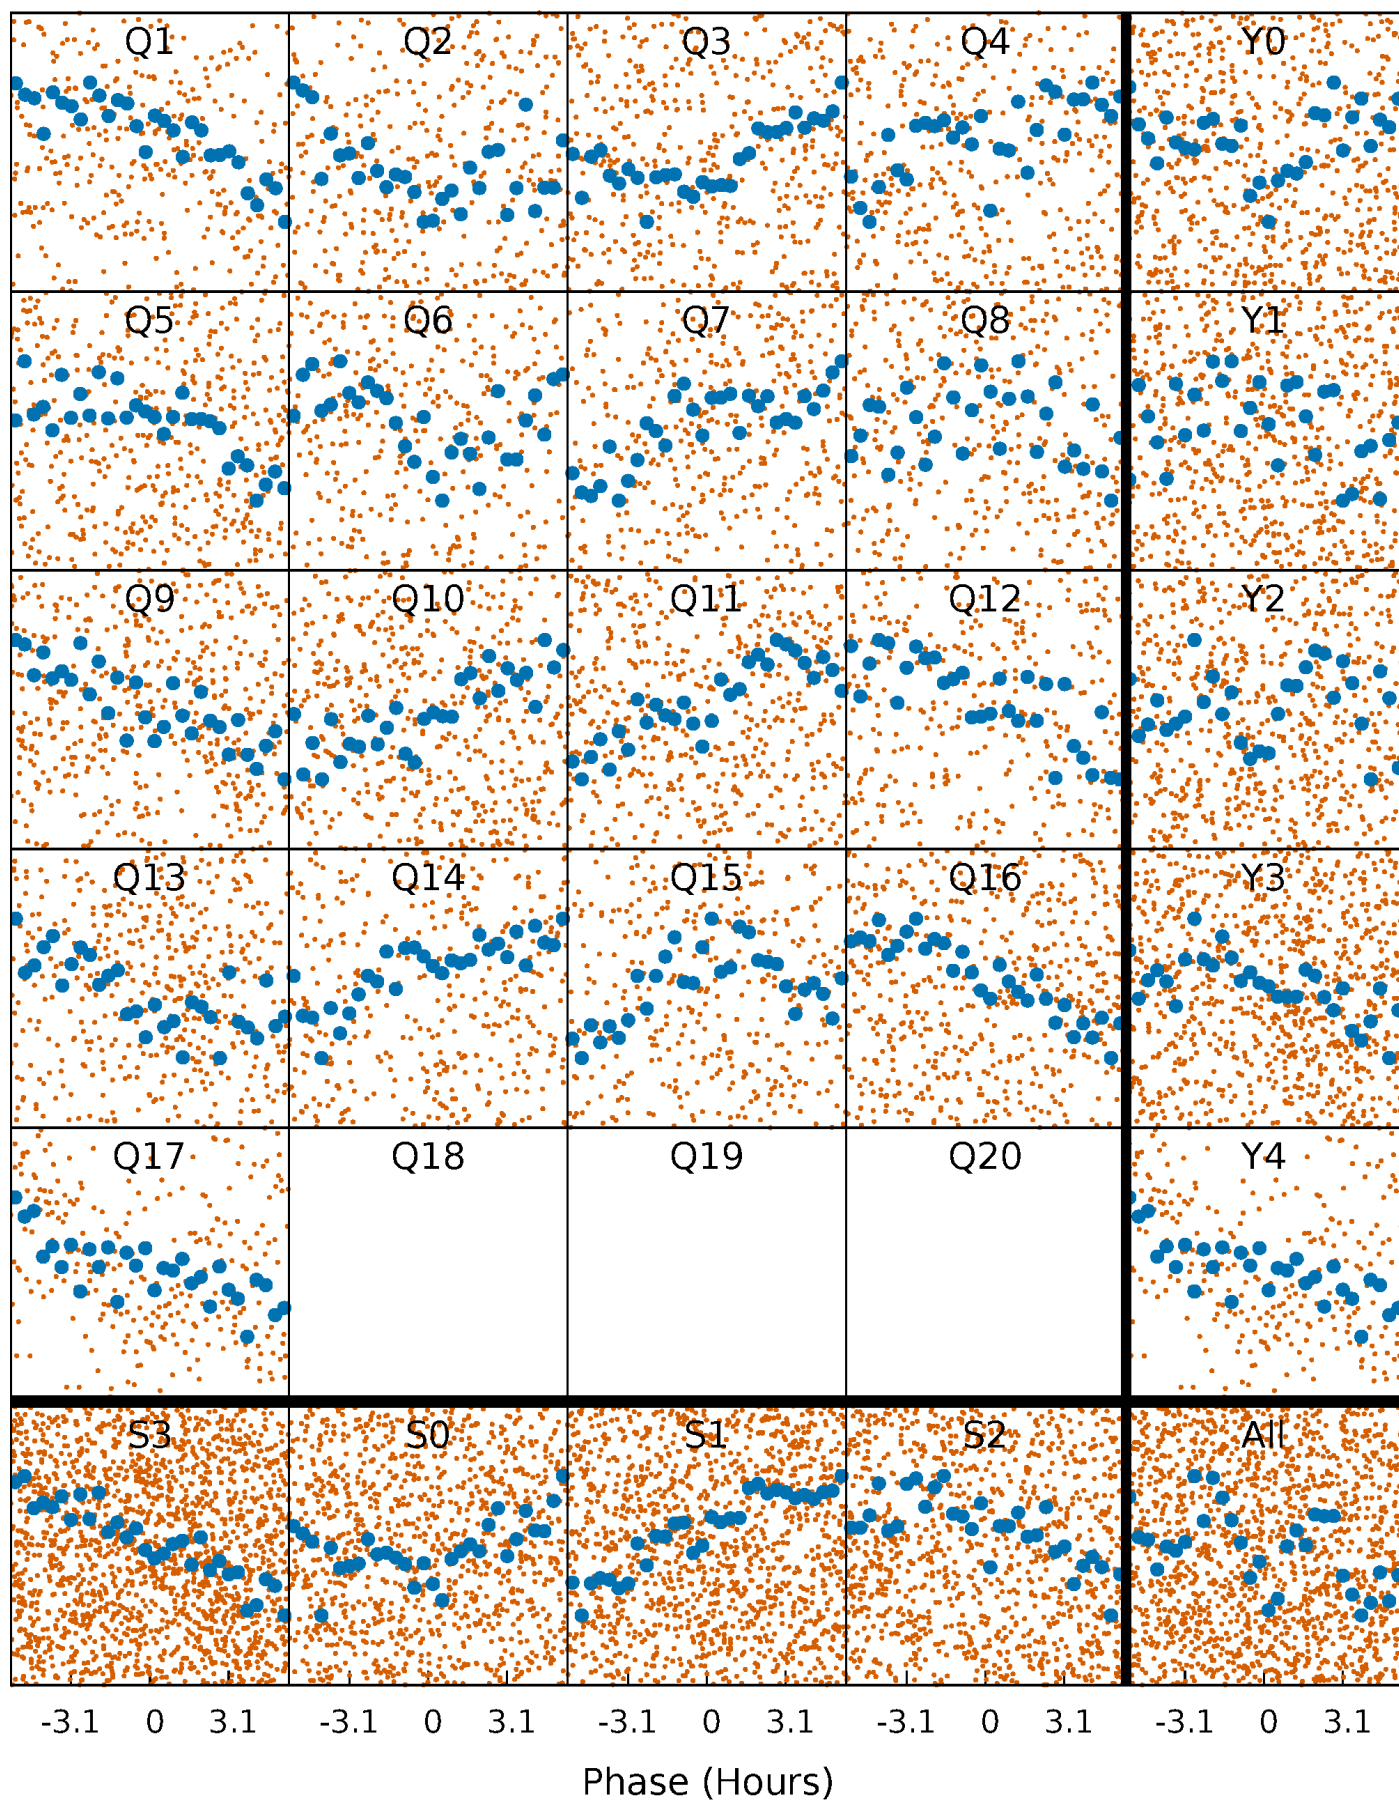 Q1 Q2 Q3 Q4 Y0
Q5 Q6 Q7 Q8 Y1
Q9 Q10 Q11 Q12 Y2
Q13 Q14 Q15 Q16 Y3
Q17 Q18 Q19 Q20 Y4
S3 S0 S1 S2 All
-3.1 0 3.1 -3.1 0 3.1 -3.1 0 3.1 -3.1 0 3.1 -3.1 0 3.1
Phase (Hours)